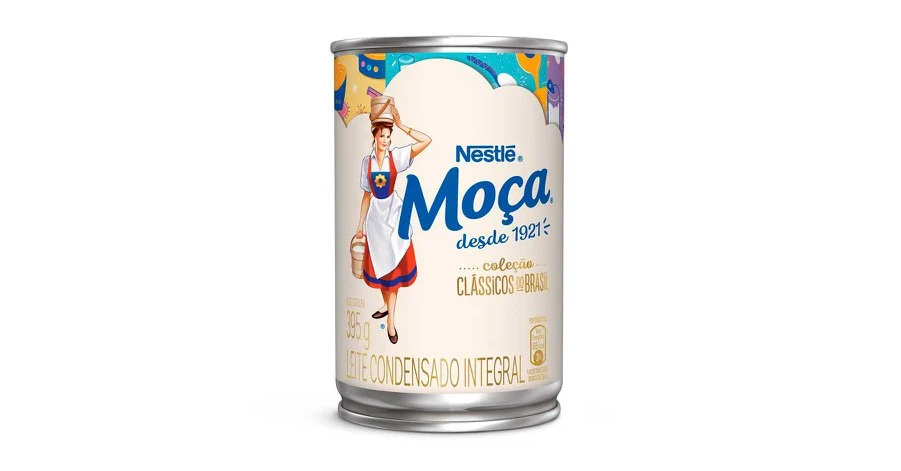 Nestlé®
Moça®
desde 1921
coleção
CLÁSSICOS DO BRASIL
395 g
®
LEITE CONDENSADO INTEGRAL